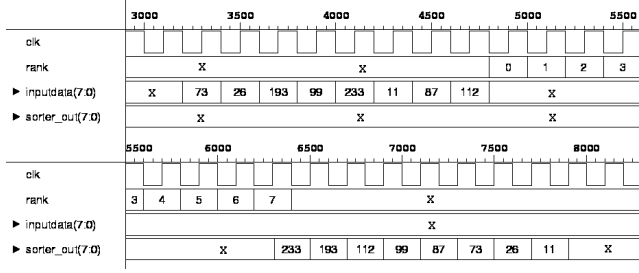 3000 3500 4000 4500 5000 5500
clk
rank X X 0 1 2 3
► inputdata(7:0) X 73 26 193 99 233 11 87 112 X
► sorter_out(7:0) X X X
5500 6000 6500 7000 7500 8000
clk
rank 3 4 5 6 7 X
► inputdata(7:0) X
► sorter_out(7:0) X 233 193 112 99 87 73 26 11 X